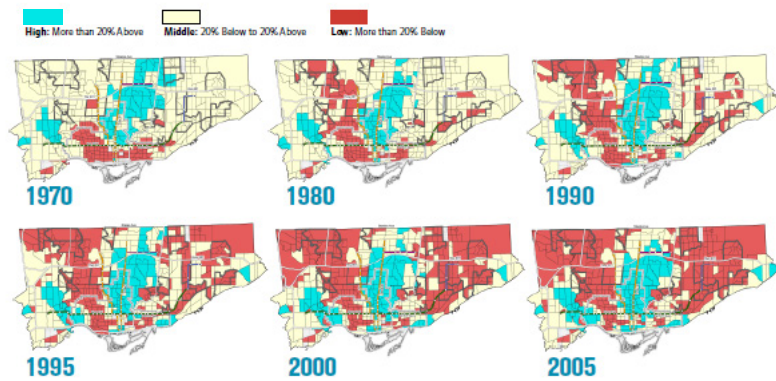 High: More than 20% Above
Middle: 20% Below to 20% Above
Low: More than 20% Below
1970
1980
1990
1995
2000
2005